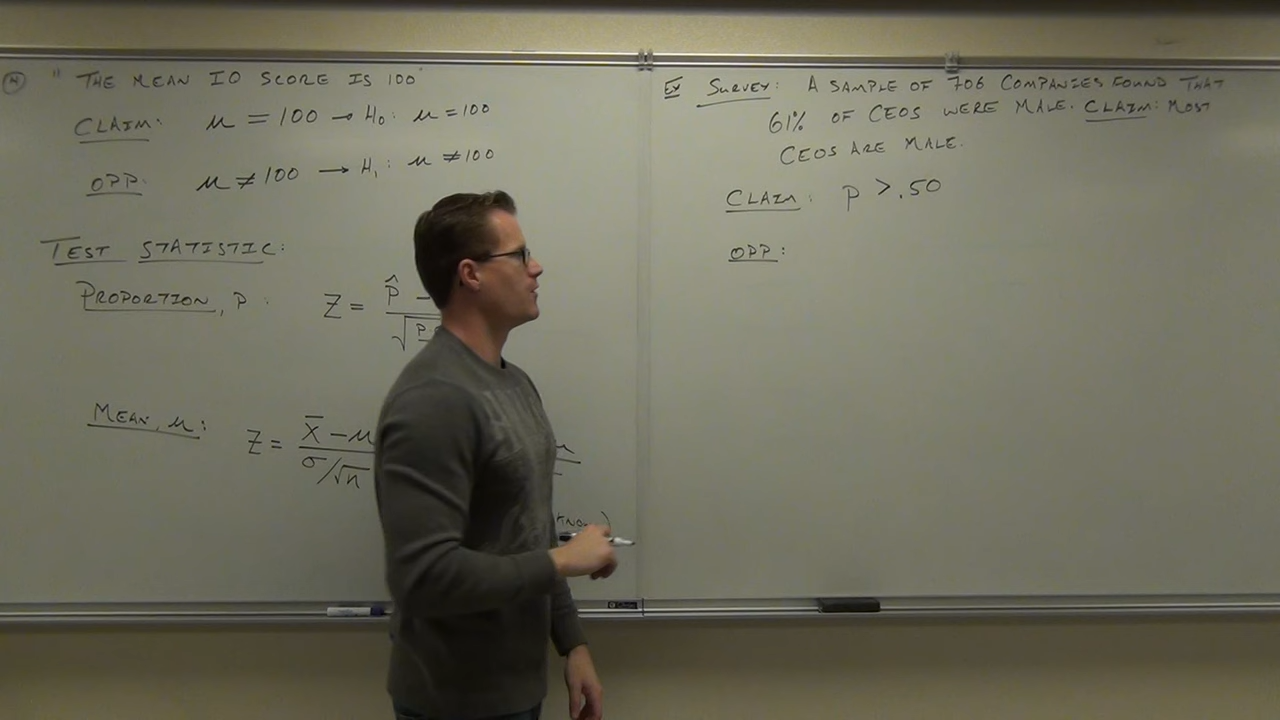 ④ " THE MEAN IQ SCORE IS 100"
CLAIM: μ = 100 → H₀: μ = 100
OPP: μ ≠ 100 → H₁: μ ≠ 100
TEST STATISTIC:
PROPORTION, P : Z = p̂ -
√ P
MEAN, μ: Z = x̄ - μ
σ/√n
EX SURVEY: A SAMPLE OF 706 COMPANIES FOUND THAT
61% OF CEOS WERE MALE. CLAIM: MOST
CEOS ARE MALE.
CLAIM: P > .50
OPP: